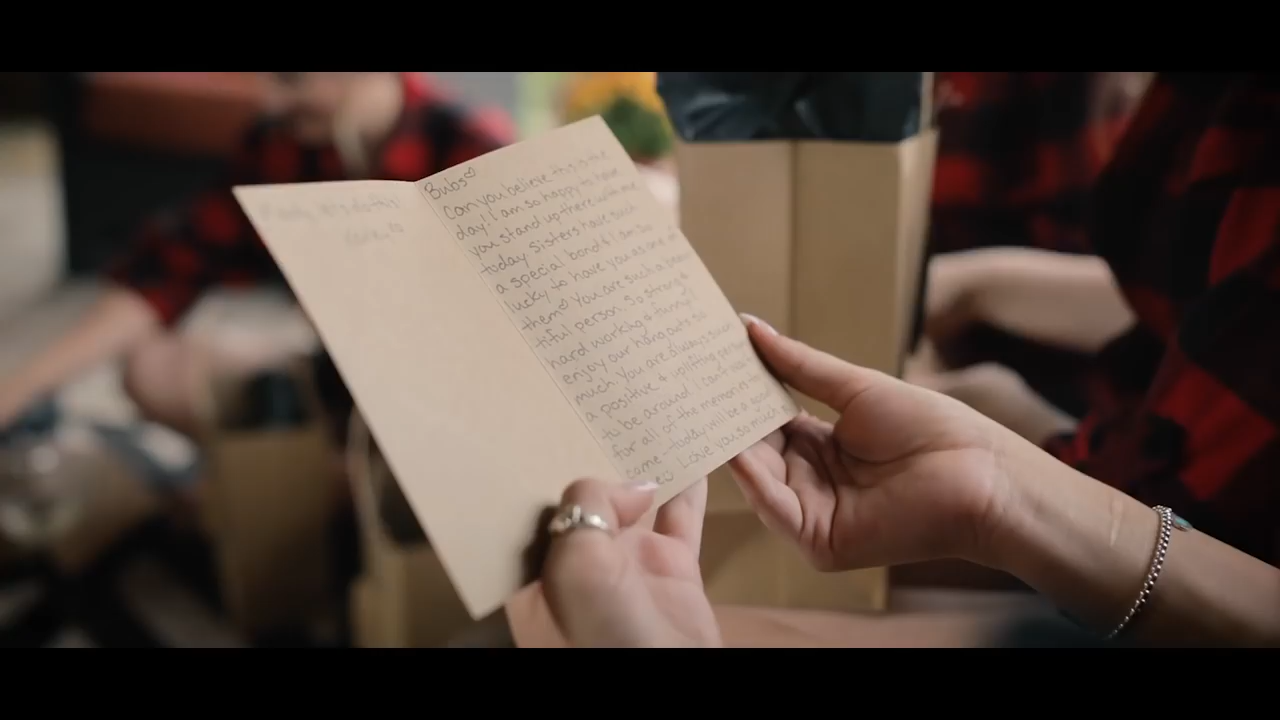 Bubs♡
Can you believe this is the
day! I am so happy to have
you stand up there with me
today. Sisters have such
a special bond & I am so
lucky to have you as one of
them♡ You are such a beau
tiful person. So strong,
hard working & funny! I
enjoy our hangouts so
much. You are always such
a positive & uplifting person
to be around. I can't wait
for all of the memories to
come - today will be a
Love you so much